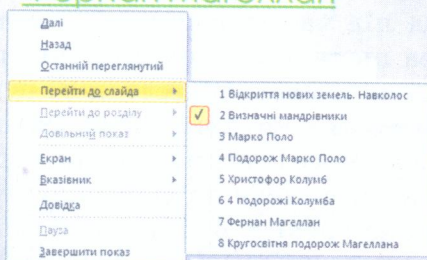 Фернан Магеллан
Далі
Назад
Останній переглянутий
Перейти до слайда
Перейти до розділу
Довільний показ
Екран
Вказівник
Довідка
Пауза
Завершити показ
1 Відкриття нових земель. Навколос
2 Визначні мандрівники
3 Марко Поло
4 Подорож Марко Поло
5 Христофор Колумб
6 4 подорожі Колумба
7 Фернан Магеллан
8 Кругосвітня подорож Магеллана